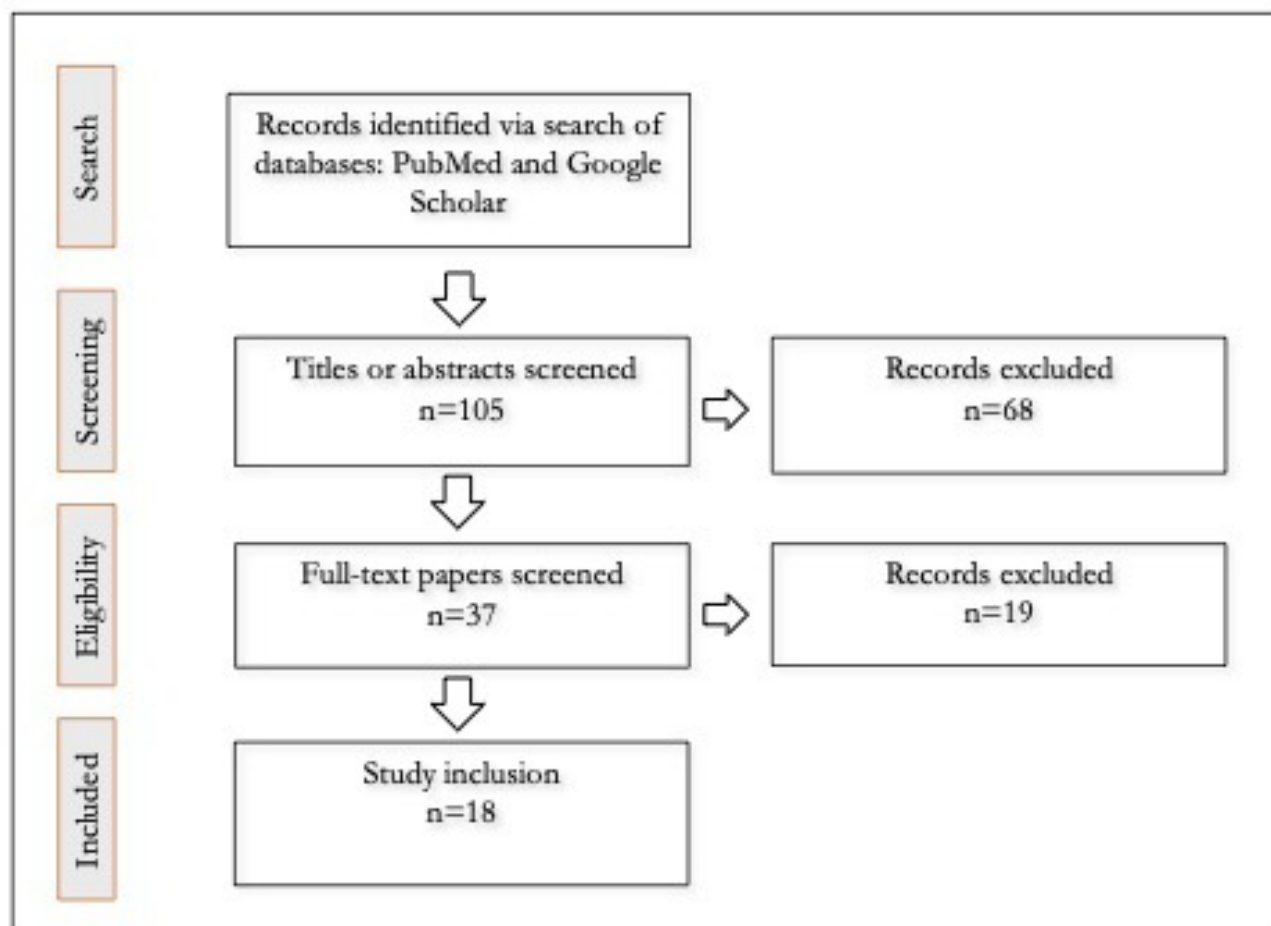 Search
Records identified via search of
databases: PubMed and Google
Scholar
Screening
Titles or abstracts screened
n=105
Records excluded
n=68
Eligibility
Full-text papers screened
n=37
Records excluded
n=19
Included
Study inclusion
n=18